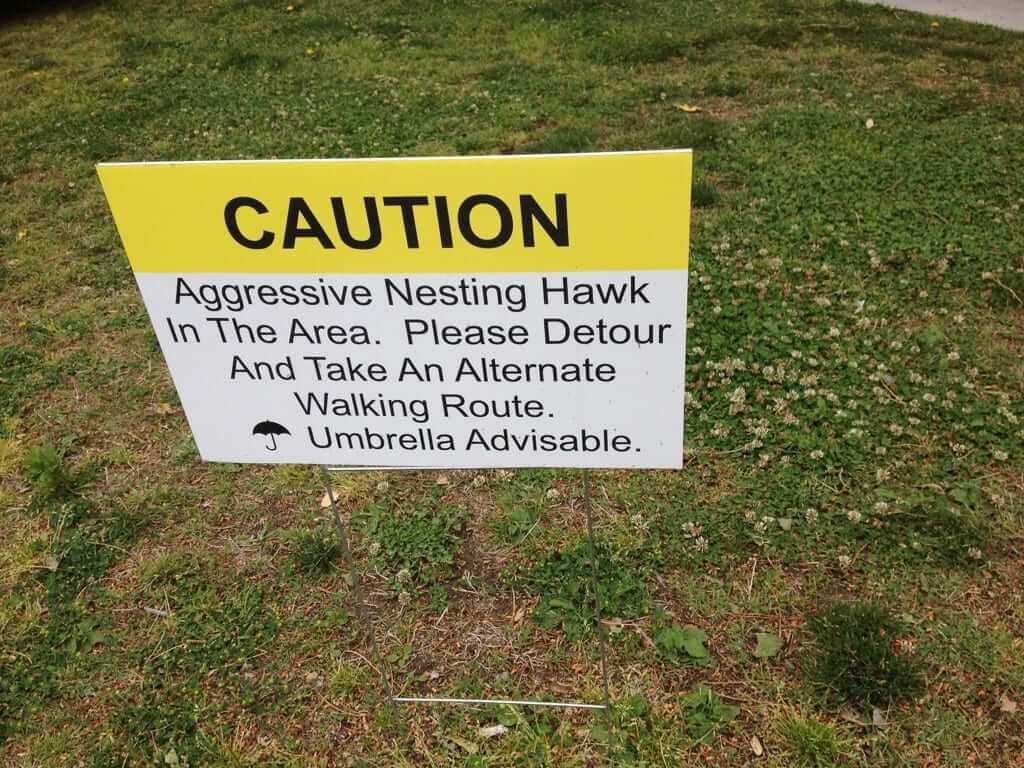 CAUTION
Aggressive Nesting Hawk
In The Area. Please Detour
And Take An Alternate
Walking Route.
Umbrella Advisable.